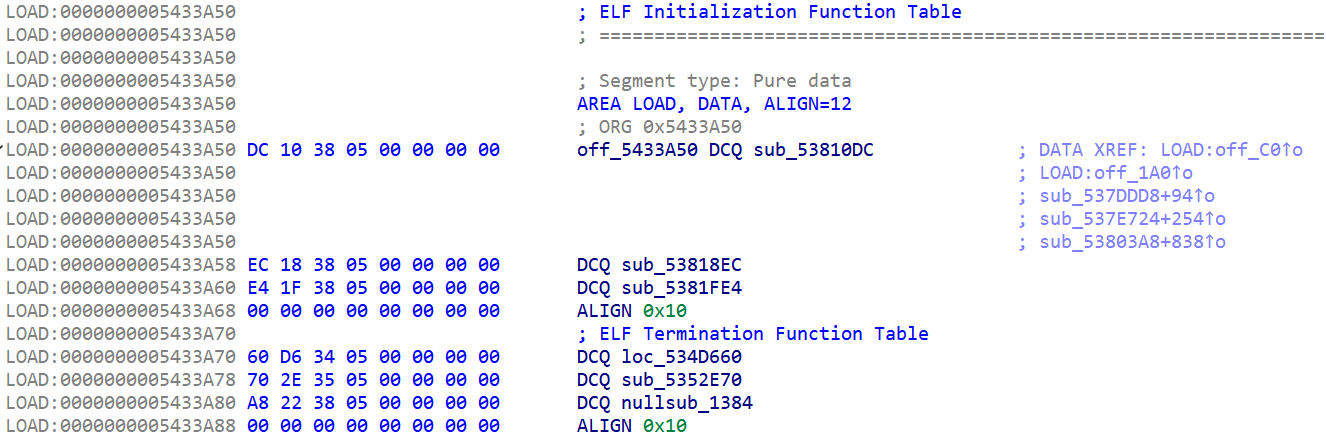 LOAD:0000000005433A50 ; ELF Initialization Function Table
LOAD:0000000005433A50 ; ==================================================================
LOAD:0000000005433A50
LOAD:0000000005433A50 ; Segment type: Pure data
LOAD:0000000005433A50 AREA LOAD, DATA, ALIGN=12
LOAD:0000000005433A50 ; ORG 0x5433A50
LOAD:0000000005433A50 DC 10 38 05 00 00 00 00 off_5433A50 DCQ sub_53810DC ; DATA XREF: LOAD:off_C0↑o
LOAD:0000000005433A50 ; LOAD:off_1A0↑o
LOAD:0000000005433A50 ; sub_537DDD8+94↑o
LOAD:0000000005433A50 ; sub_537E724+254↑o
LOAD:0000000005433A50 ; sub_53803A8+838↑o
LOAD:0000000005433A58 EC 18 38 05 00 00 00 00 DCQ sub_53818EC
LOAD:0000000005433A60 E4 1F 38 05 00 00 00 00 DCQ sub_5381FE4
LOAD:0000000005433A68 00 00 00 00 00 00 00 00 ALIGN 0x10
LOAD:0000000005433A70 ; ELF Termination Function Table
LOAD:0000000005433A70 60 D6 34 05 00 00 00 00 DCQ loc_534D660
LOAD:0000000005433A78 70 2E 35 05 00 00 00 00 DCQ sub_5352E70
LOAD:0000000005433A80 A8 22 38 05 00 00 00 00 DCQ nullsub_1384
LOAD:0000000005433A88 00 00 00 00 00 00 00 00 ALIGN 0x10